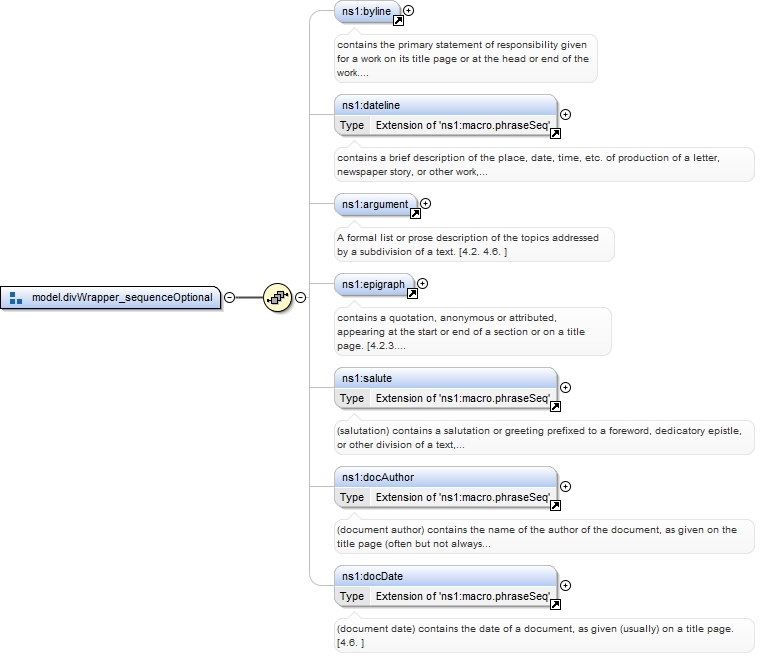 ns1:byline
contains the primary statement of responsibility given
for a work on its title page or at the head or end of the
work....
ns1:dateline
Type Extension of 'ns1:macro.phraseSeq'
contains a brief description of the place, date, time, etc. of production of a letter,
newspaper story, or other work,...
ns1:argument
A formal list or prose description of the topics addressed
by a subdivision of a text. [4.2. 4.6. ]
model.divWrapper_sequenceOptional
ns1:epigraph
contains a quotation, anonymous or attributed,
appearing at the start or end of a section or on a title
page. [4.2.3....
ns1:salute
Type Extension of 'ns1:macro.phraseSeq'
(salutation) contains a salutation or greeting prefixed to a foreword, dedicatory epistle,
or other division of a text,...
ns1:docAuthor
Type Extension of 'ns1:macro.phraseSeq'
(document author) contains the name of the author of the document, as given on the
title page (often but not always...
ns1:docDate
Type Extension of 'ns1:macro.phraseSeq'
(document date) contains the date of a document, as given (usually) on a title page.
[4.6. ]